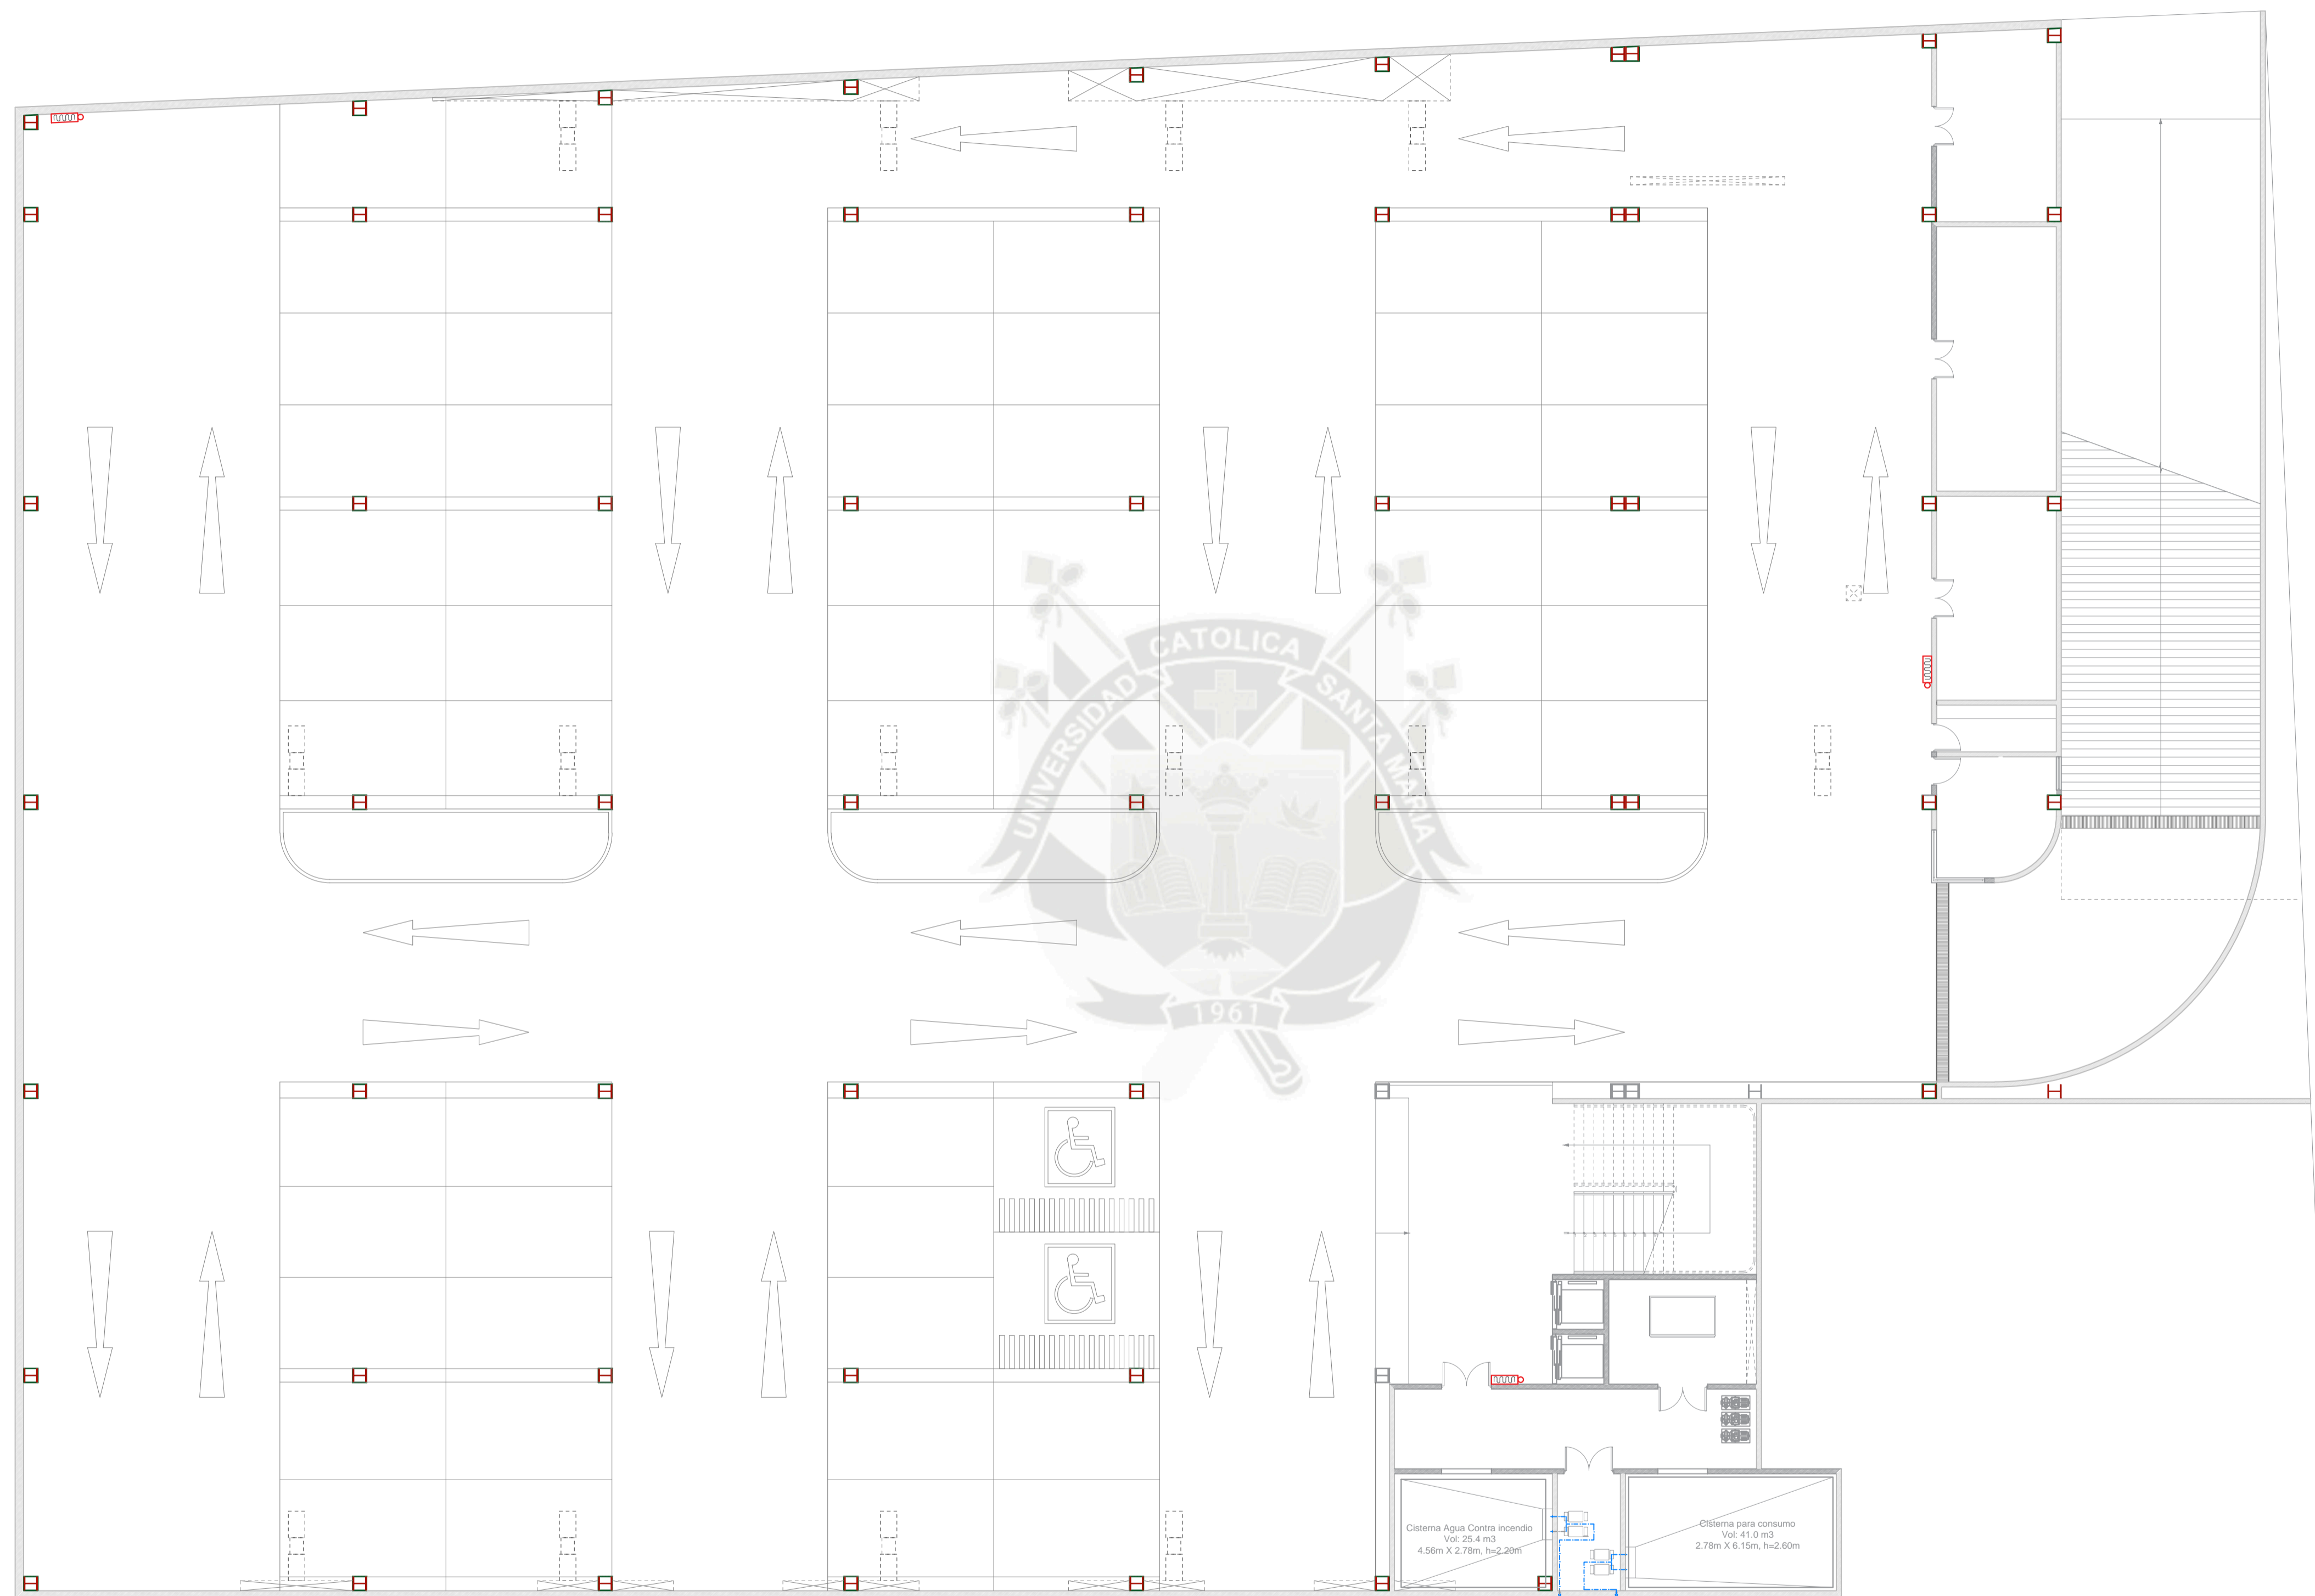 UNIVERSIDAD
CATOLICA
SANTA MARIA
1961
Cisterna Agua Contra incendio
Vol: 25.4 m3
4.56m X 2.78m, h=2.20m
Cisterna para consumo
Vol: 41.0 m3
2.78m X 6.15m, h=2.60m